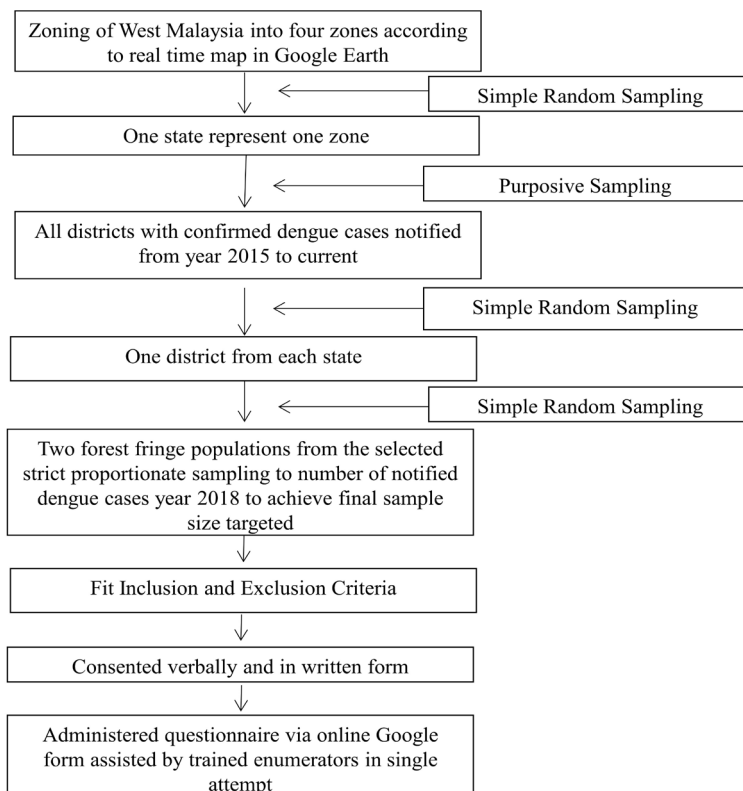 Zoning of West Malaysia into four zones according
to real time map in Google Earth
Simple Random Sampling
One state represent one zone
Purposive Sampling
All districts with confirmed dengue cases notified
from year 2015 to current
Simple Random Sampling
One district from each state
Simple Random Sampling
Two forest fringe populations from the selected
strict proportionate sampling to number of notified
dengue cases year 2018 to achieve final sample
size targeted
Fit Inclusion and Exclusion Criteria
Consented verbally and in written form
Administered questionnaire via online Google
form assisted by trained enumerators in single
attempt